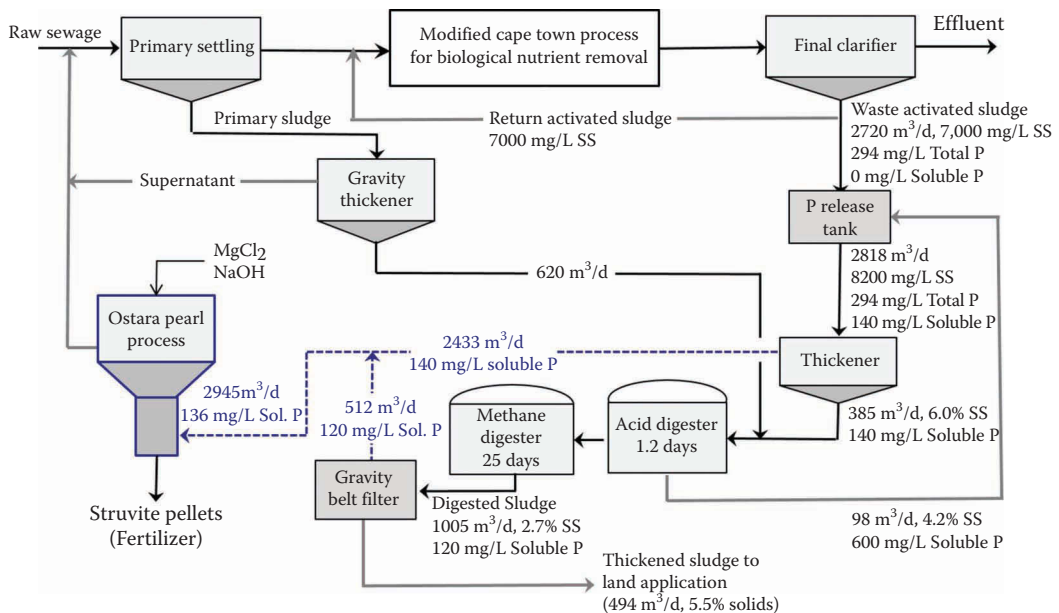 Raw sewage
Primary settling
Modified cape town process
for biological nutrient removal
Final clarifier
Effluent
Primary sludge
Return activated sludge
7000 mg/L SS
Waste activated sludge
2720 m³/d, 7,000 mg/L SS
294 mg/L Total P
0 mg/L Soluble P
Supernatant
Gravity
thickener
P release
tank
MgCl₂
NaOH
620 m³/d
2818 m³/d
8200 mg/L SS
294 mg/L Total P
140 mg/L Soluble P
Ostara pearl
process
2433 m³/d
140 mg/L soluble P
Thickener
2945m³/d
136 mg/L Sol. P
512 m³/d
120 mg/L Sol. P
Methane
digester
25 days
Acid digester
1.2 days
385 m³/d, 6.0% SS
140 mg/L Soluble P
Gravity
belt filter
Digested Sludge
1005 m³/d, 2.7% SS
120 mg/L Soluble P
98 m³/d, 4.2% SS
600 mg/L Soluble P
Struvite pellets
(Fertilizer)
Thickened sludge to
land application
(494 m³/d, 5.5% solids)